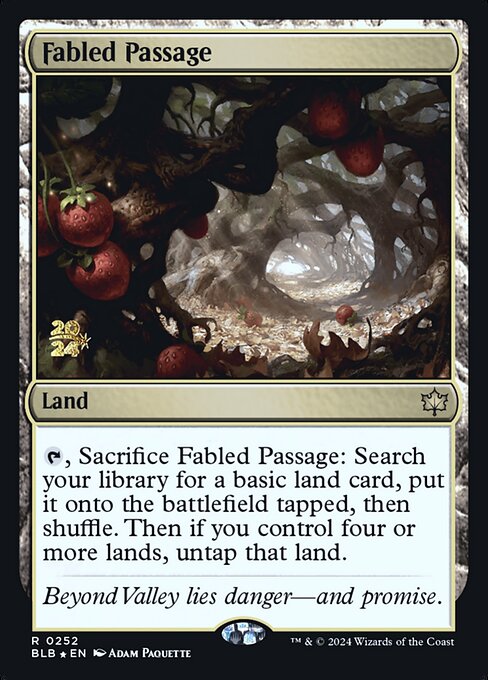 Fabled Passage
20
24
Land
, Sacrifice Fabled Passage: Search
your library for a basic land card, put
it onto the battlefield tapped, then
shuffle. Then if you control four or
more lands, untap that land.
Beyond Valley lies danger—and promise.
R 0252
BLB ★ EN Adam Paquette
™ & © 2024 Wizards of the Coast